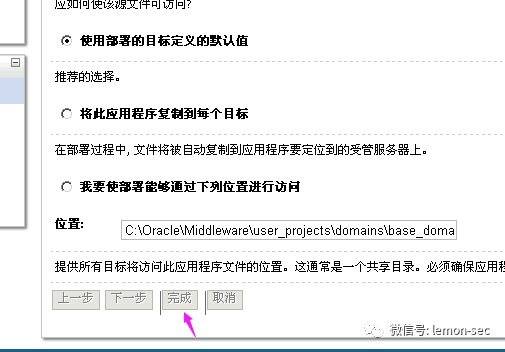 应如何使该源文件可访问?
使用部署的目标定义的默认值
推荐的选择。
将此应用程序复制到每个目标
在部署过程中, 文件将被自动复制到应用程序要定位到的受管服务器上。
我要使部署能够通过下列位置进行访问
位置:
C:\Oracle\Middleware\user_projects\domains\base_doma
提供所有目标将访问此应用程序文件的位置。这通常是一个共享目录。必须确保应用程
上一步 下一步 完成 取消
微信号: lemon-sec